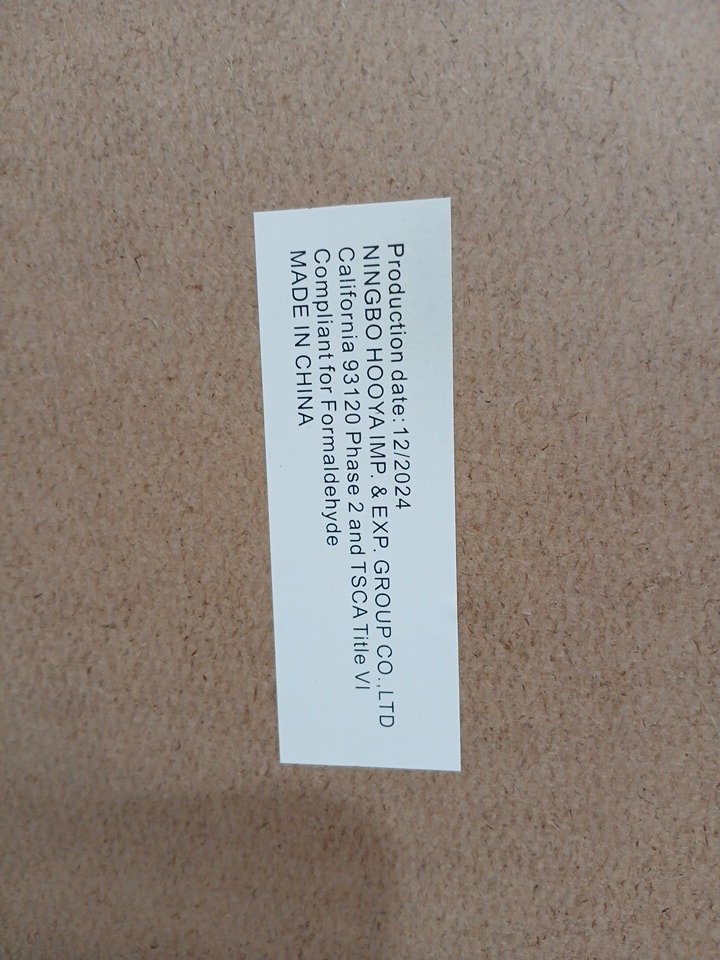 Production date: 12/2024
NINGBO HOOYA IMP. & EXP. GROUP CO.,LTD
California 93120 Phase 2 and TSCA Title VI
Compliant for Formaldehyde
MADE IN CHINA